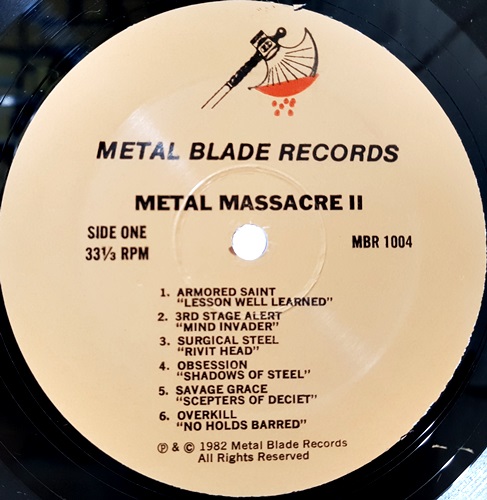 METAL BLADE RECORDS
METAL MASSACRE II
SIDE ONE
33⅓ RPM
MBR 1004
1. ARMORED SAINT
"LESSON WELL LEARNED"
2. 3RD STAGE ALERT
"MIND INVADER"
3. SURGICAL STEEL
"RIVIT HEAD"
4. OBSESSION
"SHADOWS OF STEEL"
5. SAVAGE GRACE
"SCEPTERS OF DECIET"
6. OVERKILL
"NO HOLDS BARRED"
℗ & © 1982 Metal Blade Records
All Rights Reserved